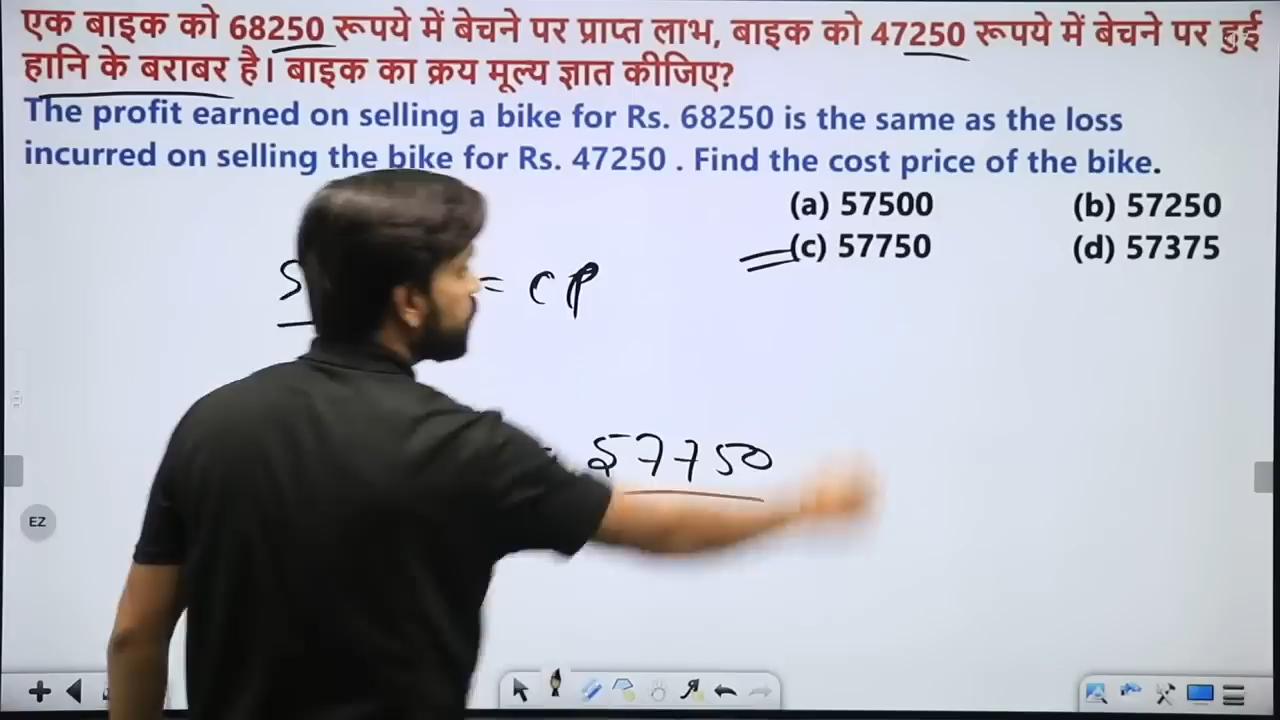 एक बाइक को 68250 रूपये में बेचने पर प्राप्त लाभ, बाइक को 47250 रूपये में बेचने पर हुई
हानि के बराबर है। बाइक का क्रय मूल्य ज्ञात कीजिए?
The profit earned on selling a bike for Rs. 68250 is the same as the loss
incurred on selling the bike for Rs. 47250 . Find the cost price of the bike.
(a) 57500 (b) 57250
(c) 57750 (d) 57375
S = CP
= 57750
EZ